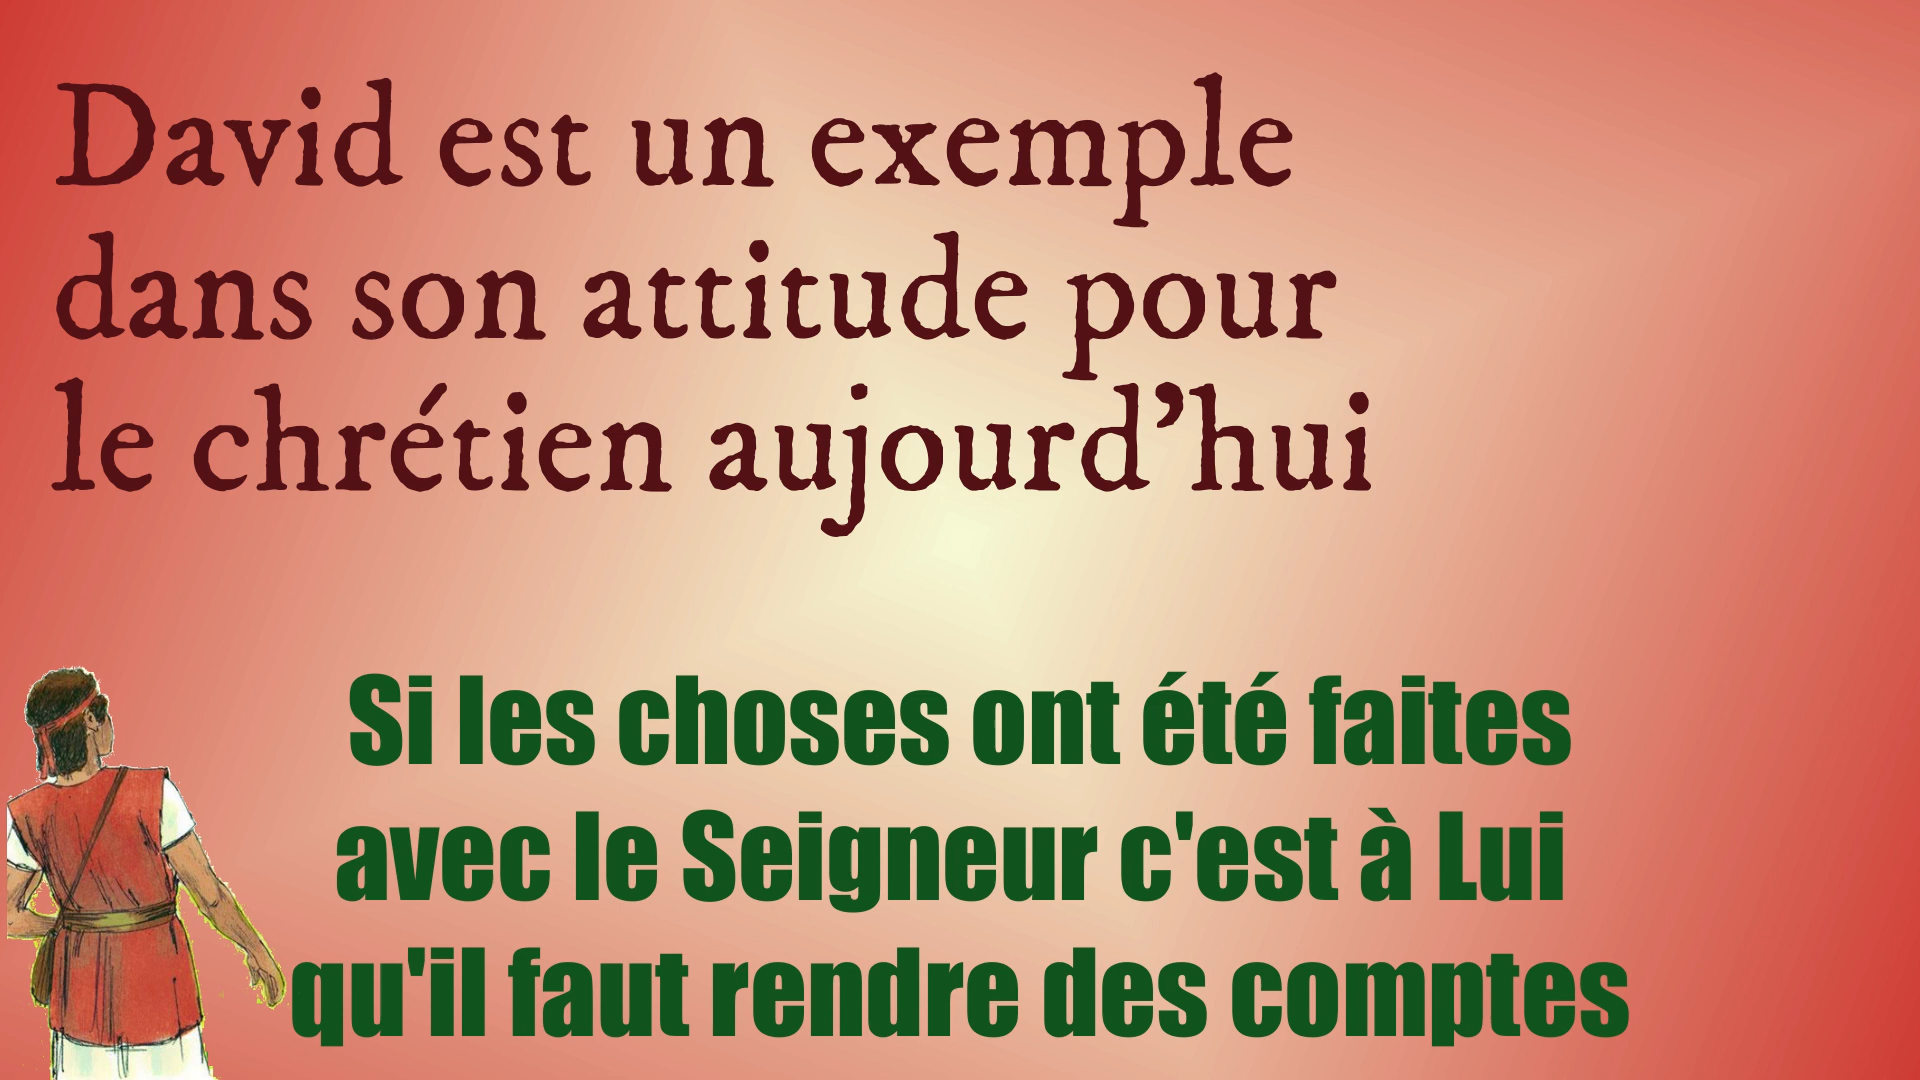 David est un exemple
dans son attitude pour
le chrétien aujourd’hui
Si les choses ont été faites
avec le Seigneur c'est à Lui
qu'il faut rendre des comptes